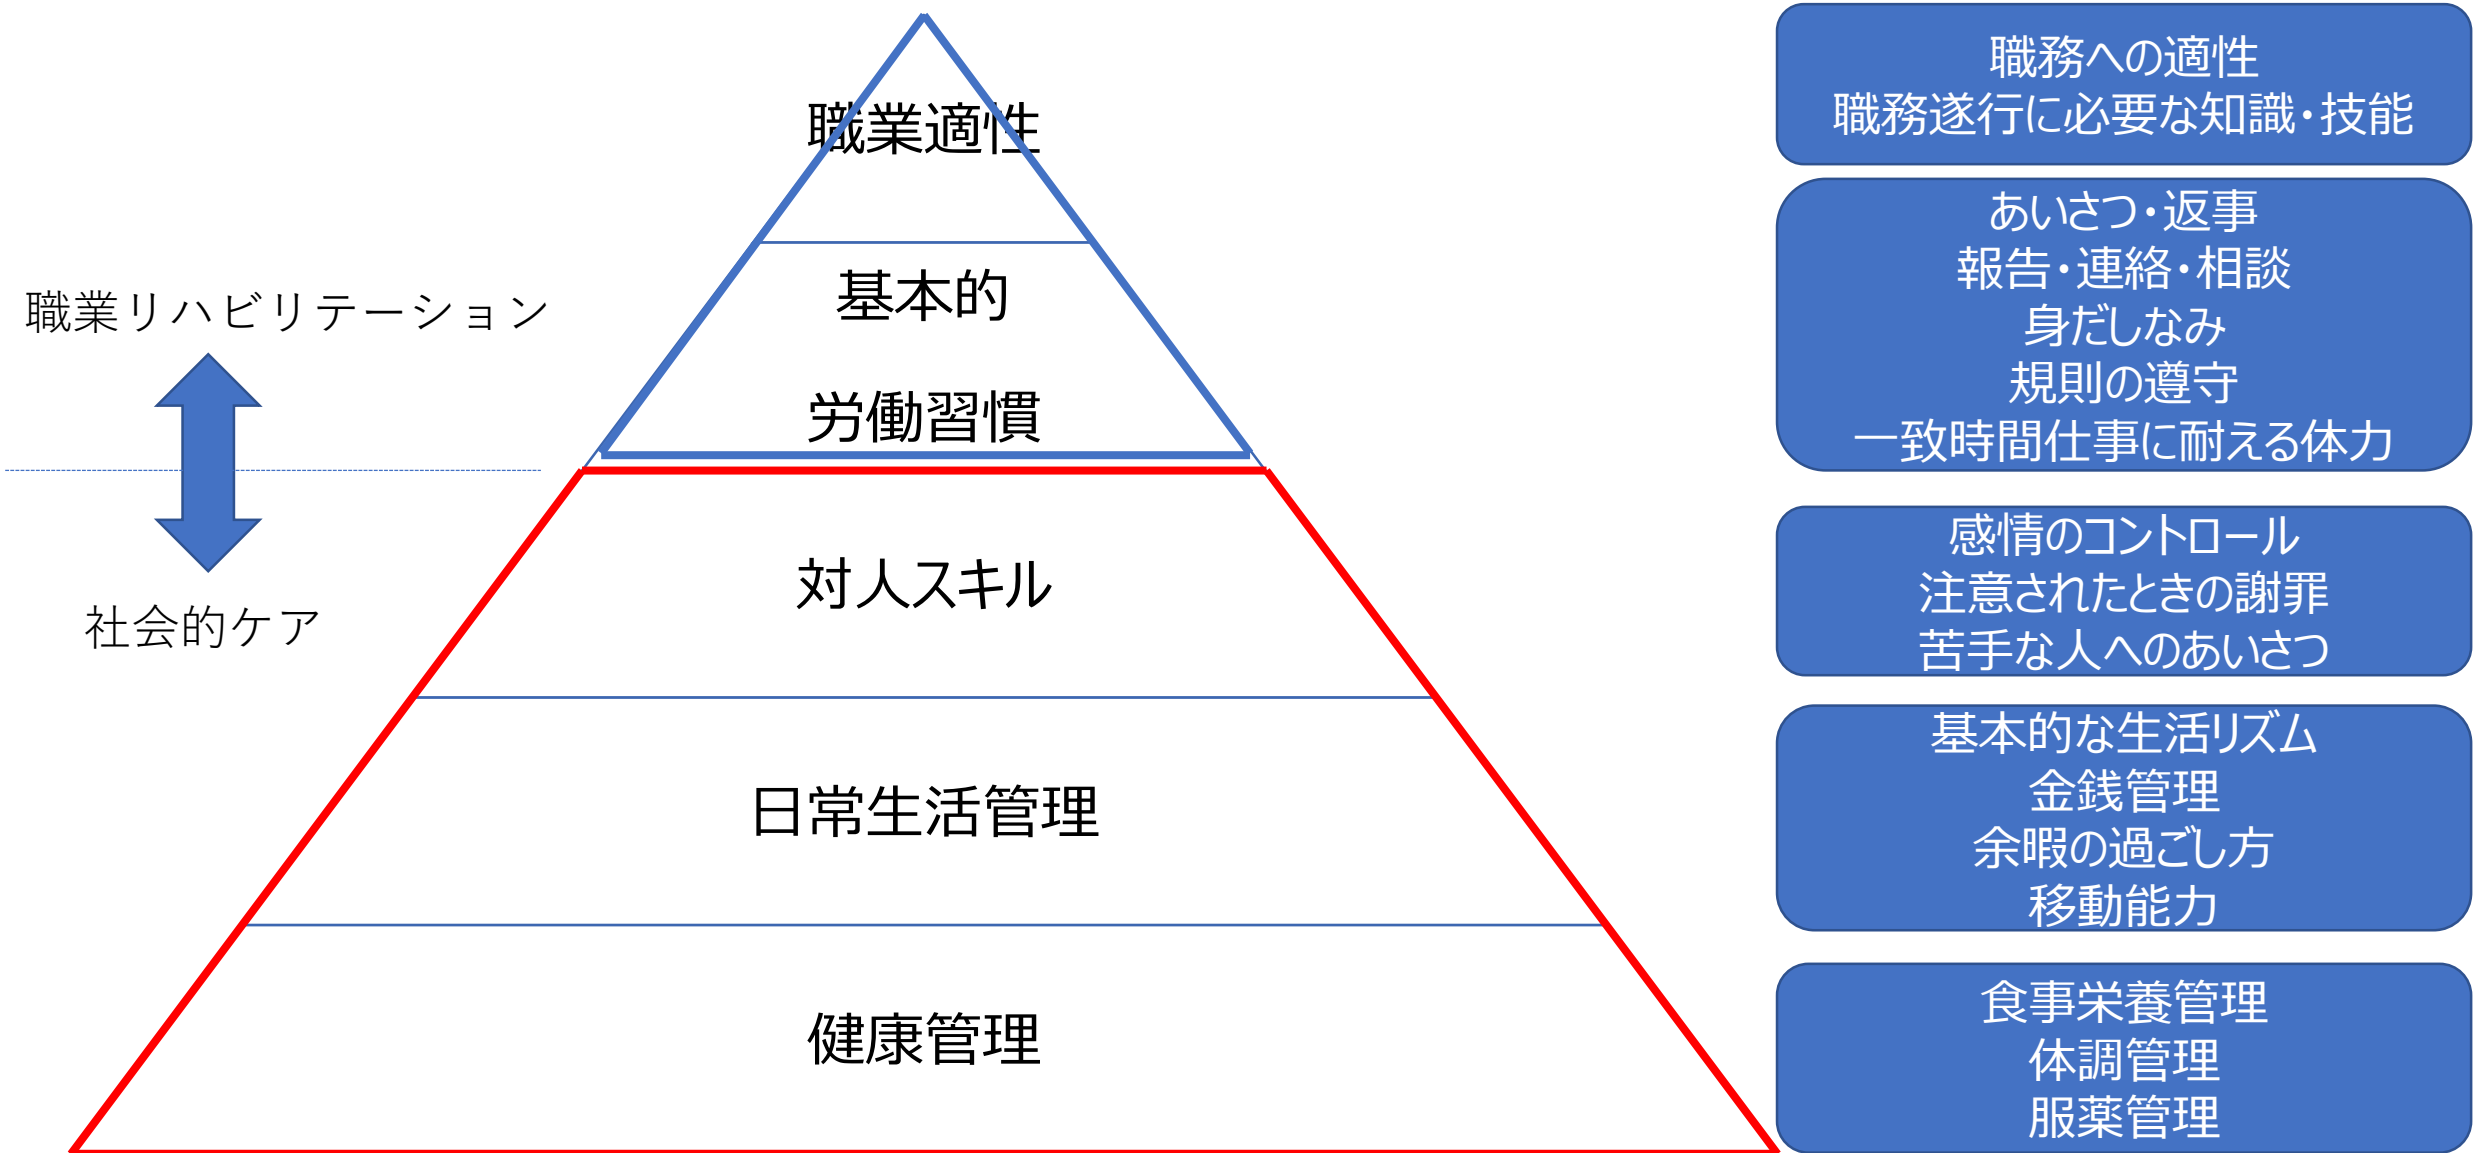 職業適性
基本的
労働習慣
対人スキル
日常生活管理
健康管理
職業リハビリテーション
社会的ケア
職務への適性
職務遂行に必要な知識・技能
あいさつ・返事
報告・連絡・相談
身だしなみ
規則の遵守
一致時間仕事に耐える体力
感情のコントロール
注意されたときの謝罪
苦手な人へのあいさつ
基本的な生活リズム
金銭管理
余暇の過ごし方
移動能力
食事栄養管理
体調管理
服薬管理